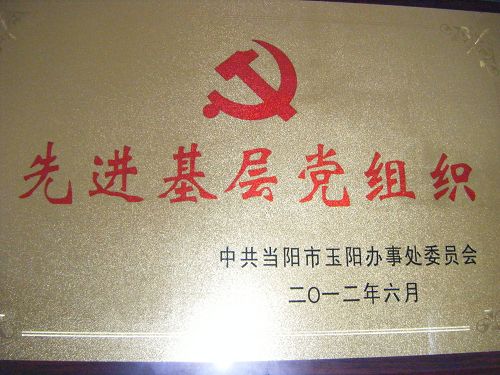 先进基层党组织
中共当阳市玉阳办事处委员会
二〇一二年六月